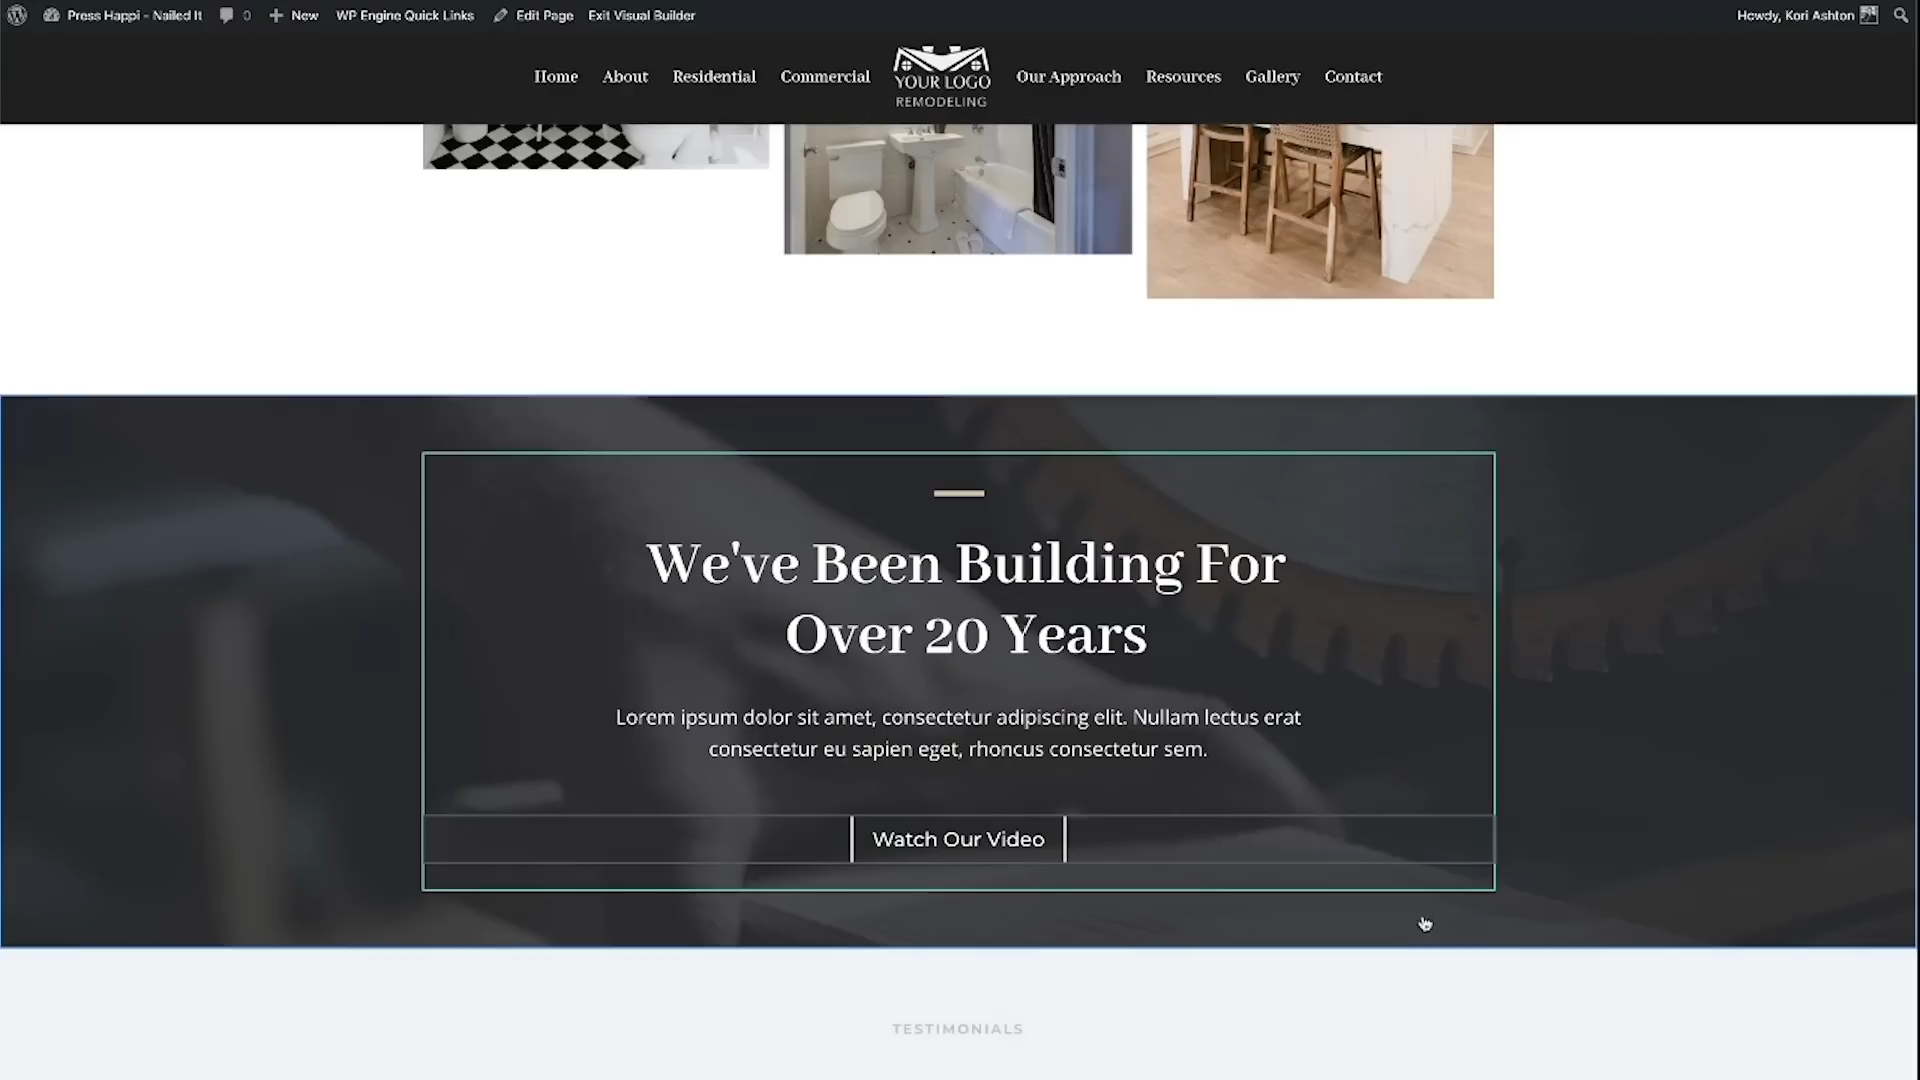 Press Happi - Nailed It
0
New
WP Engine Quick Links
Edit Page
Exit Visual Builder
Howdy, Kori Ashton
Home
About
Residential
Commercial
YOUR LOGO
REMODELING
Our Approach
Resources
Gallery
Contact
We've Been Building For
Over 20 Years
Lorem ipsum dolor sit amet, consectetur adipiscing elit. Nullam lectus erat
consectetur eu sapien eget, rhoncus consectetur sem.
Watch Our Video
TESTIMONIALS